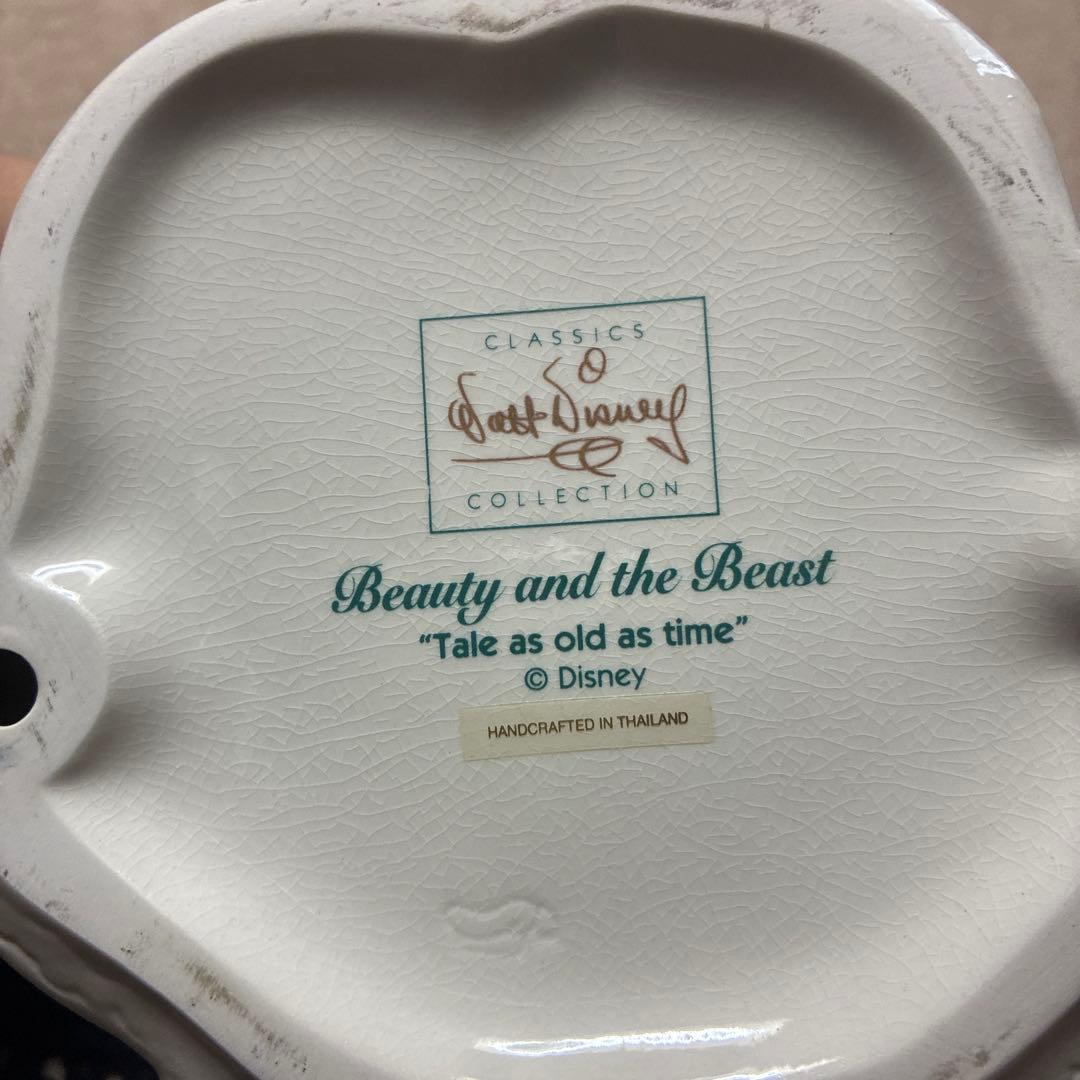 CLASSICS
Walt Disney
COLLECTION
Beauty and the Beast
“Tale as old as time”
© Disney
HANDCRAFTED IN THAILAND